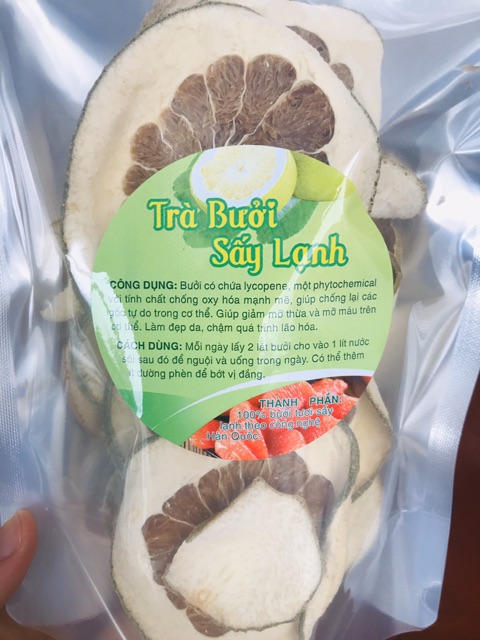 Trà Bưởi
Sấy Lạnh
CÔNG DỤNG: Bưởi có chứa lycopene, một phytochemical
với tính chất chống oxy hóa mạnh mẽ, giúp chống lại các
gốc tự do trong cơ thể. Giúp giảm mỡ thừa và mỡ máu trên
cơ thể. Làm đẹp da, chậm quá trình lão hóa.
CÁCH DÙNG: Mỗi ngày lấy 2 lát bưởi cho vào 1 lít nước
sôi sau đó để nguội và uống trong ngày. Có thể thêm
đường phèn để bớt vị đắng.
THÀNH PHẦN:
100% bưởi tươi sấy
lạnh theo công nghệ
Hàn Quốc